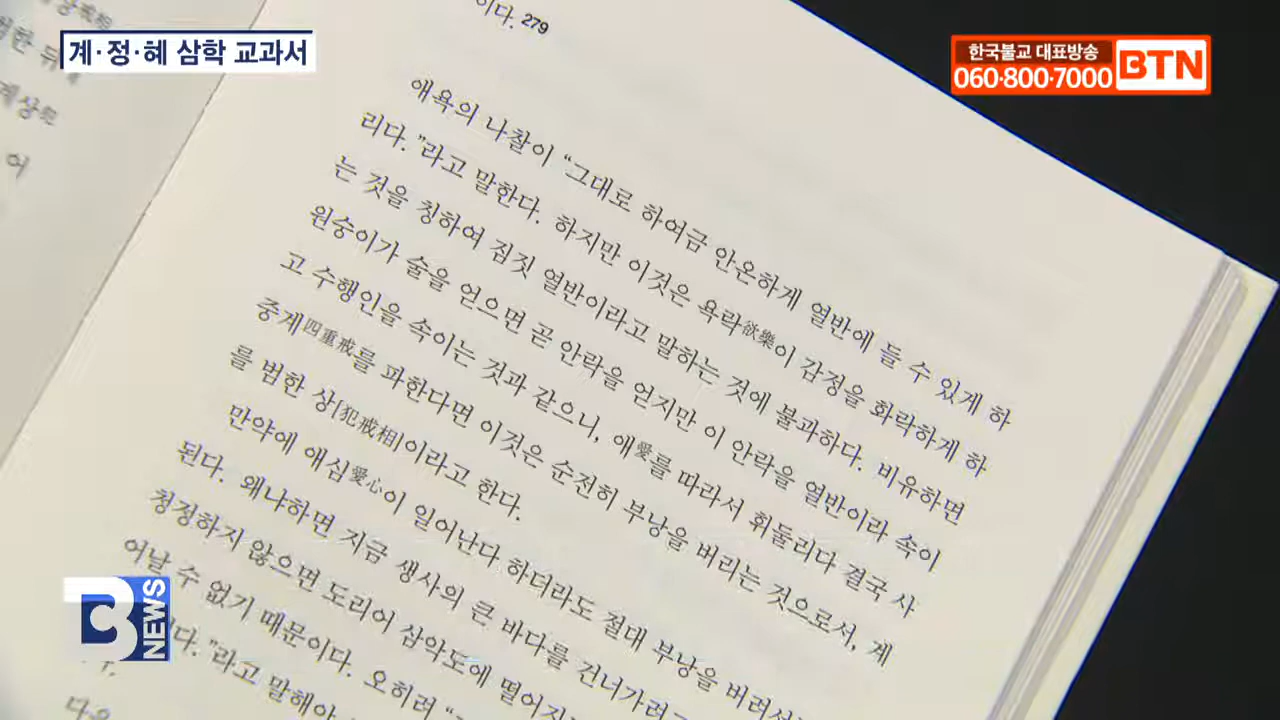 계·정·혜 삼학 교과서
한국불교 대표방송
060·800·7000
BTN
이다. 279
애욕의 나찰이 “그대로 하여금 안온하게 열반에 들 수 있게 하
리다.”라고 말한다. 하지만 이것은 욕락欲樂이 감정을 화락하게 하
는 것을 칭하여 짐짓 열반이라고 말하는 것에 불과하다. 비유하면
원숭이가 술을 얻으면 곧 안락을 얻지만 이 안락을 열반이라 속이
고 수행인을 속이는 것과 같으니, 애愛를 따라서 휘둘리다 결국 사
중계四重戒를 파한다면 이것은 순전히 부낭을 버리는 것으로서, 계
를 범한 상[犯戒相]이라고 한다.
만약에 애심愛心이 일어난다 하더라도 절대 부낭을 버려서
된다. 왜냐하면 지금 생사의 큰 바다를 건너가려
청정하지 않으면 도리어 삼악도에 떨어지
어날 수 없기 때문이다. 오히려
다.”라고 말해야
다음
한 뒤
계상
어
B NEWS